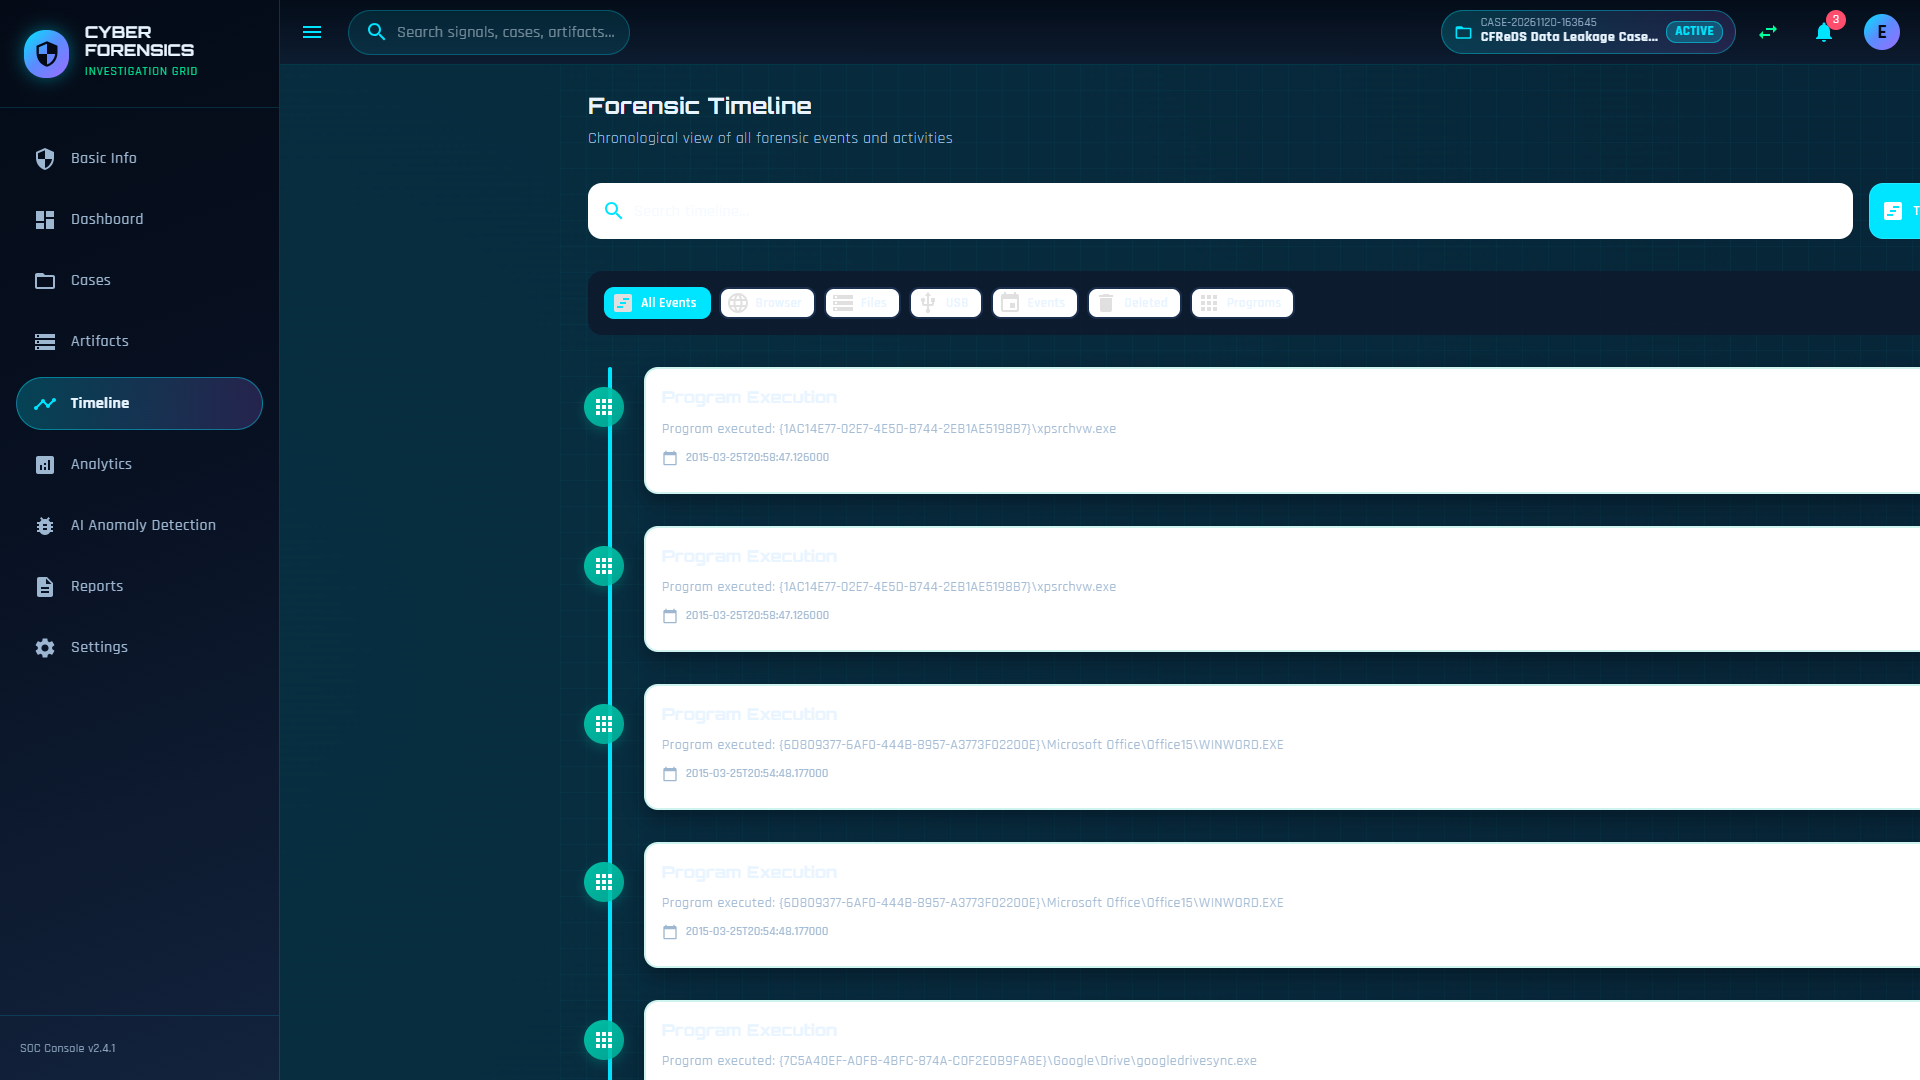 CYBER
FORENSICS
INVESTIGATION GRID
Search signals, cases, artifacts...
CASE-20261120-163645
CFReDS Data Leakage Case...
ACTIVE
3
E
Basic Info
Dashboard
Cases
Artifacts
Timeline
Analytics
AI Anomaly Detection
Reports
Settings
SOC Console v2.4.1
Forensic Timeline
Chronological view of all forensic events and activities
Search timeline...
T
All Events
Browser
Files
USB
Events
Deleted
Programs
Program Execution
Program executed: {1AC14E77-02E7-4E5D-B744-2EB1AE5198B7}\xpsrchvw.exe
2015-03-25T20:58:47.126000
Program Execution
Program executed: {1AC14E77-02E7-4E5D-B744-2EB1AE5198B7}\xpsrchvw.exe
2015-03-25T20:58:47.126000
Program Execution
Program executed: {6D809377-6AF0-444B-8957-A3773F02200E}\Microsoft Office\Office15\WINWORD.EXE
2015-03-25T20:54:48.177000
Program Execution
Program executed: {6D809377-6AF0-444B-8957-A3773F02200E}\Microsoft Office\Office15\WINWORD.EXE
2015-03-25T20:54:48.177000
Program Execution
Program executed: {7C5A40EF-A0FB-4BFC-874A-C0F2E0B9FA8E}\Google\Drive\googledrivesync.exe